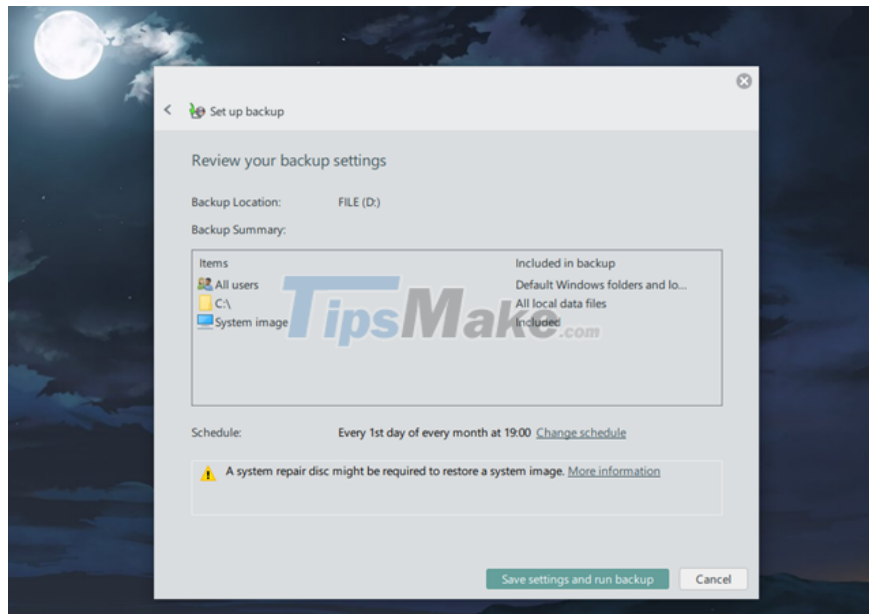 Set up backup
Review your backup settings
Backup Location: FILE (D:)
Backup Summary:
Items Included in backup
All users Default Windows folders and lo...
C:\ All local data files
System image Included
TipsMake.com
Schedule: Every 1st day of every month at 19:00 Change schedule
A system repair disc might be required to restore a system image. More information
Save settings and run backup Cancel